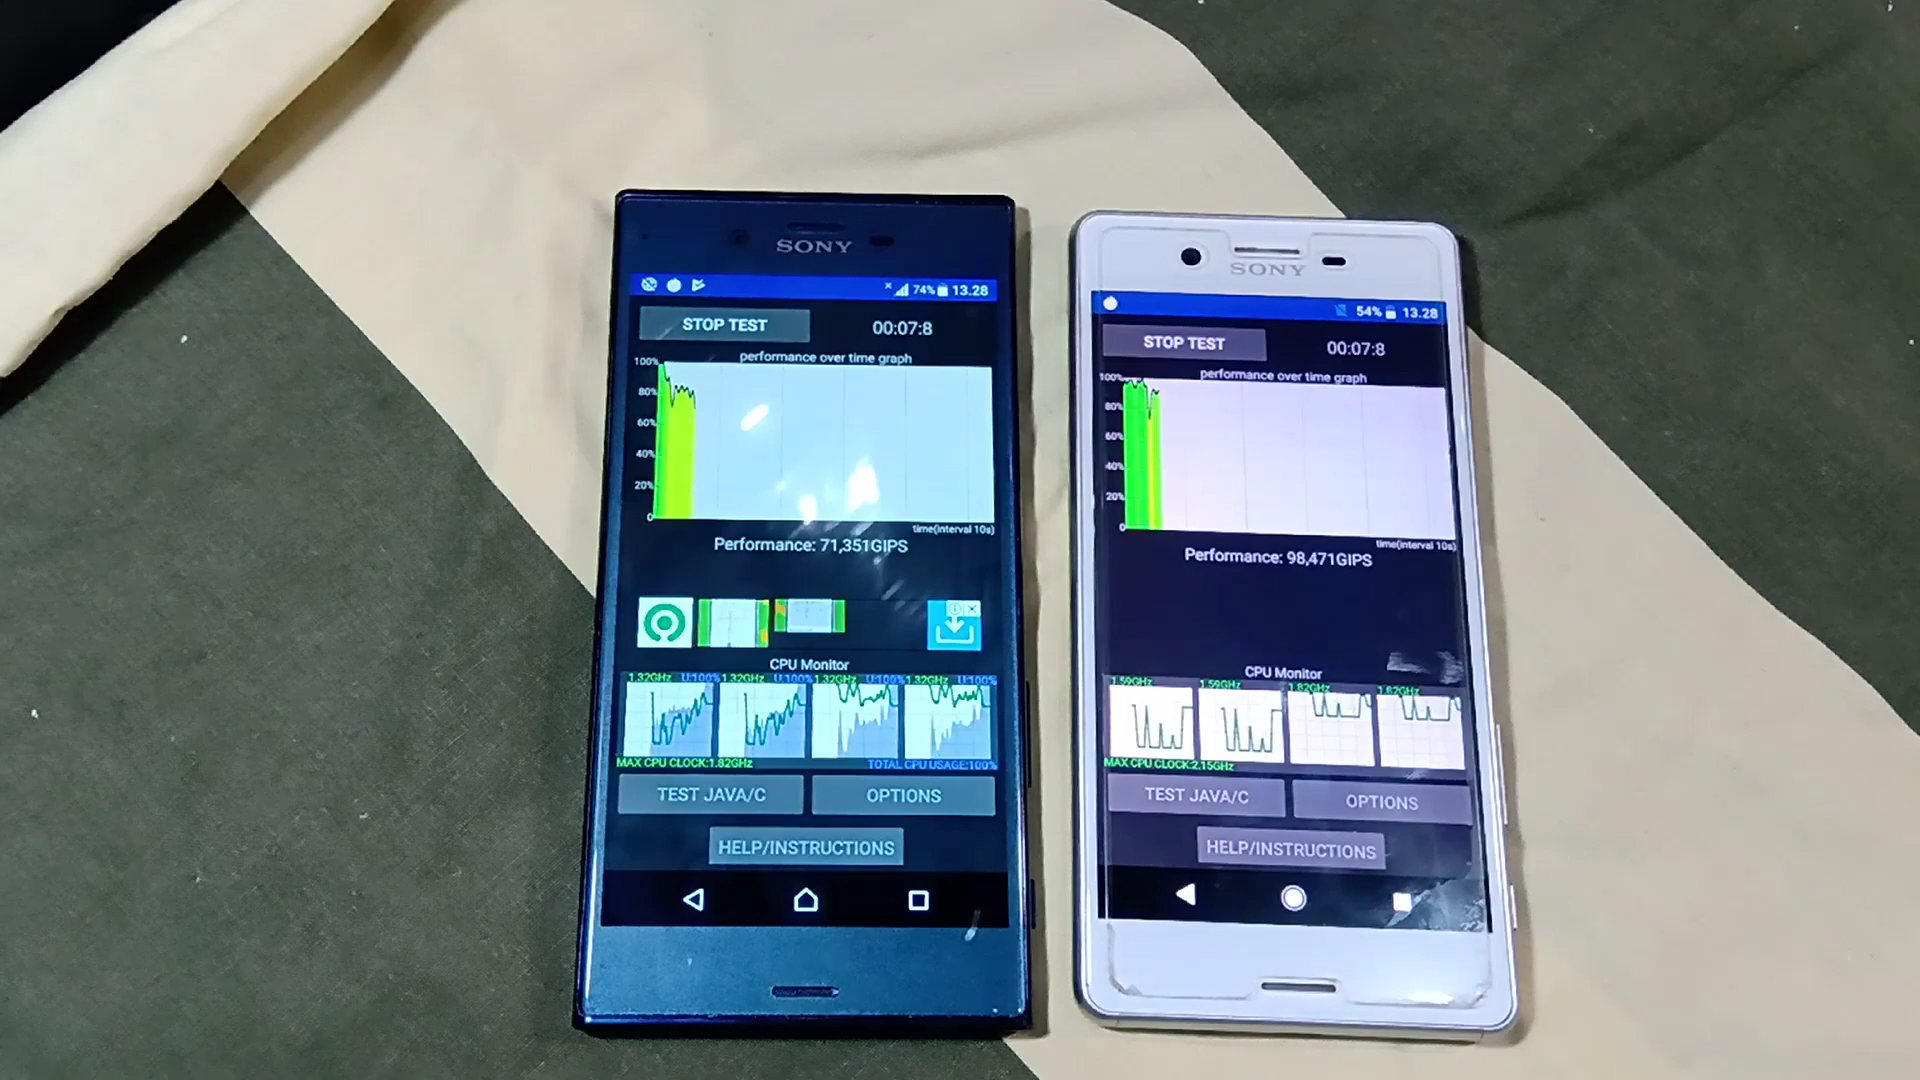 SONY
74% 13.28
STOP TEST
00:07:8
performance over time graph
100%
80%
60%
40%
20%
0
time(interval 10s)
Performance: 71,351GIPS
CPU Monitor
1.32GHz U:100% 1.32GHz U:100% 1.32GHz U:100% 1.32GHz U:100%
MAX CPU CLOCK:1.82GHz TOTAL CPU USAGE:100%
TEST JAVA/C
OPTIONS
HELP/INSTRUCTIONS
SONY
54% 13.28
STOP TEST
00:07:8
performance over time graph
100%
80%
60%
40%
20%
0
time(interval 10s)
Performance: 98,471GIPS
CPU Monitor
1.59GHz 1.59GHz 1.82GHz 1.82GHz
MAX CPU CLOCK:2.15GHz
TEST JAVA/C
OPTIONS
HELP/INSTRUCTIONS